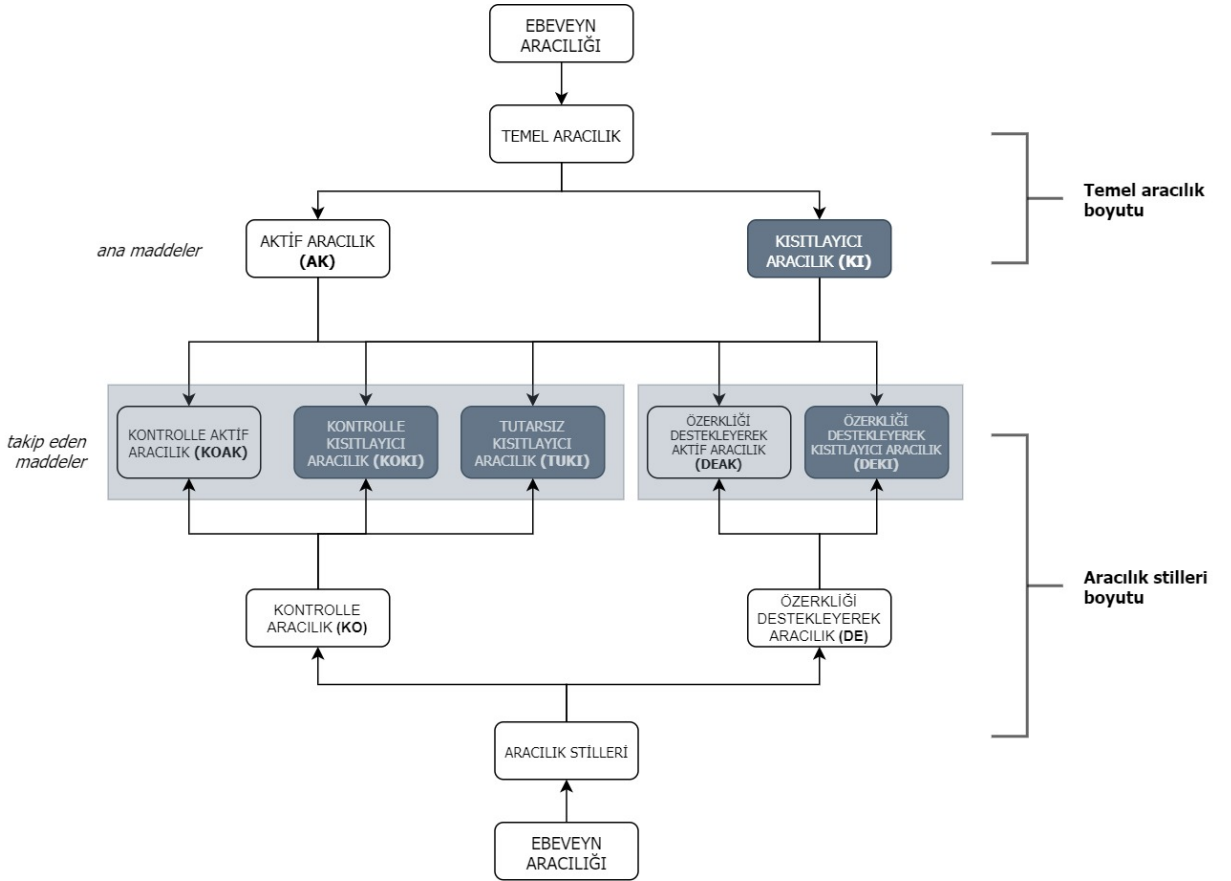 EBEVEYN
ARACILIĞI
TEMEL ARACILIK
Temel aracılık
boyutu
ana maddeler
AKTİF ARACILIK
(AK)
KISITLAYICI
ARACILIK (KI)
takip eden
maddeler
KONTROLLE AKTİF
ARACILIK (KOAK)
KONTROLLE
KISITLAYICI
ARACILIK (KOKI)
TUTARSIZ
KISITLAYICI
ARACILIK (TUKI)
ÖZERKLİĞİ
DESTEKLEYEREK
AKTİF ARACILIK
(DEAK)
ÖZERKLİĞİ
DESTEKLEYEREK
KISITLAYICI ARACILIK
(DEKI)
Aracılık stilleri
boyutu
KONTROLLE
ARACILIK (KO)
ÖZERKLİĞİ
DESTEKLEYEREK
ARACILIK (DE)
ARACILIK STİLLERİ
EBEVEYN
ARACILIĞI